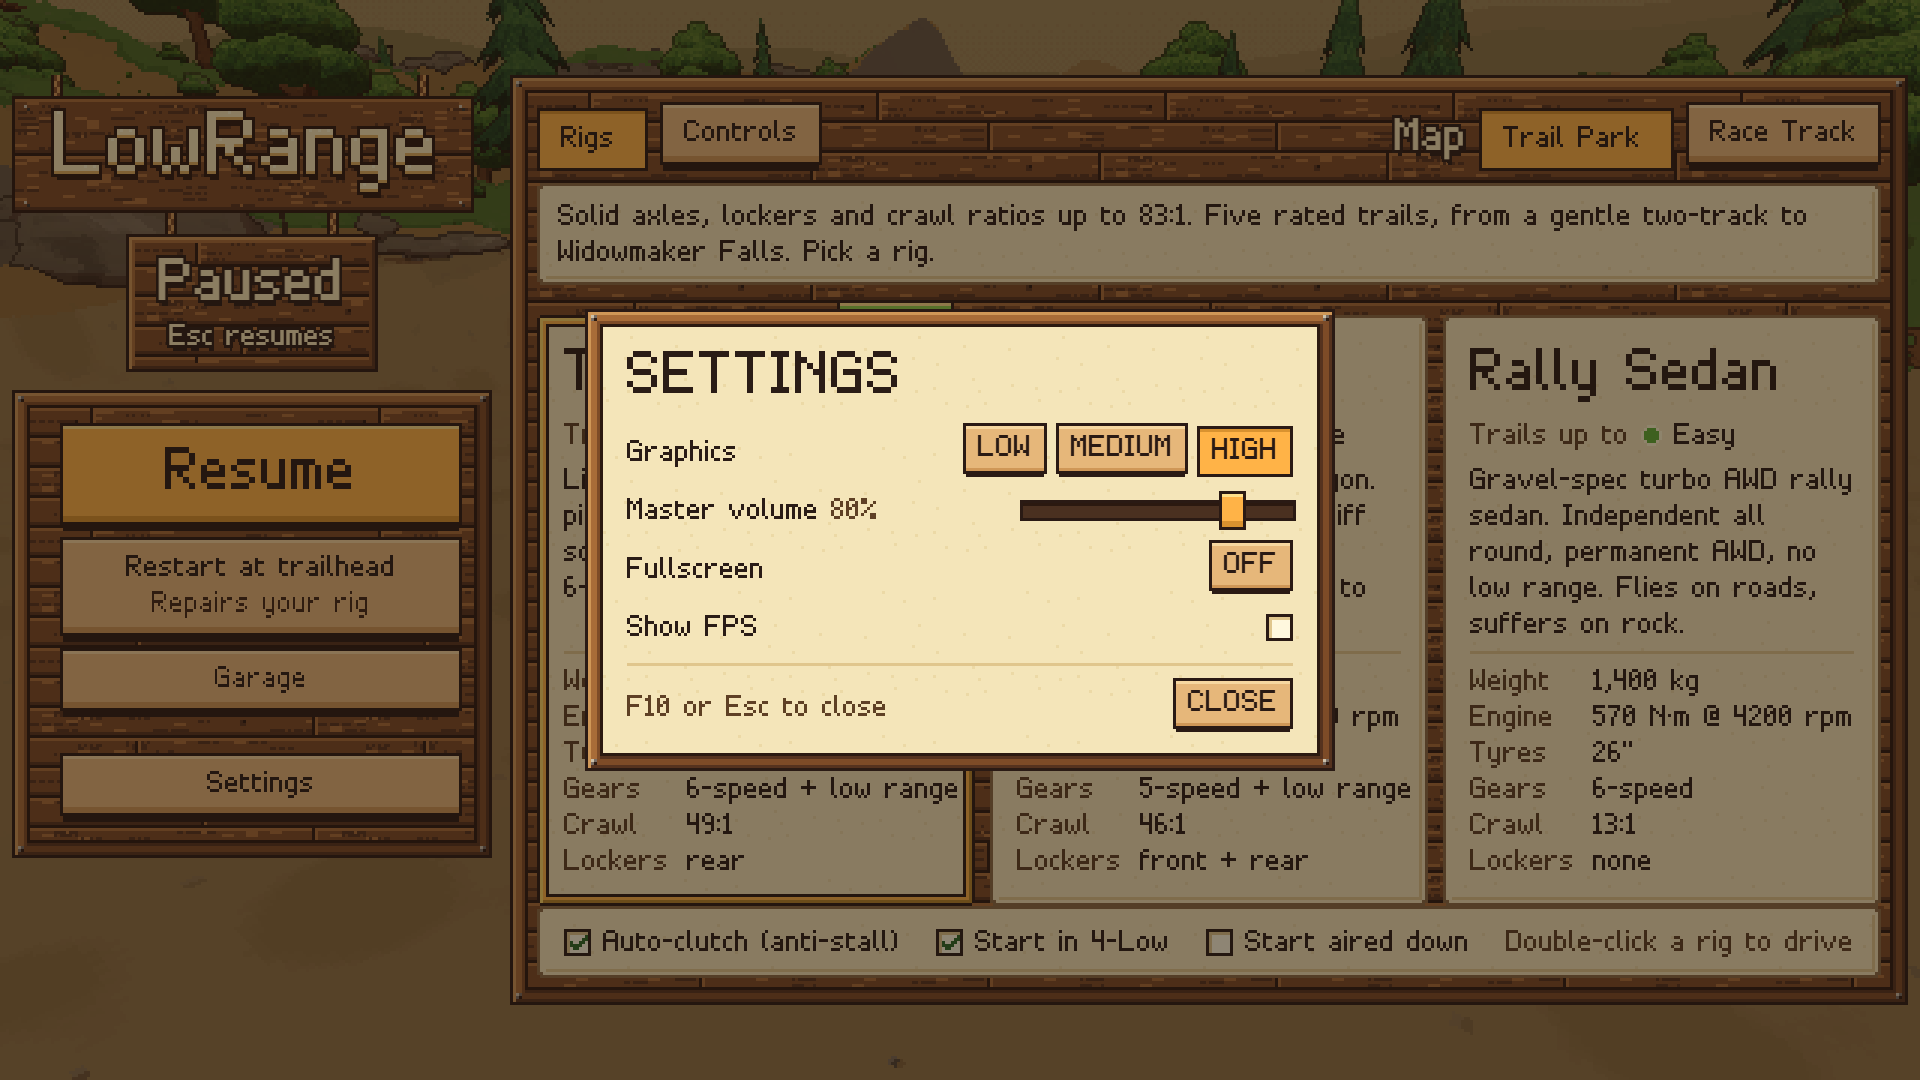 LowRange
Paused
Esc resumes
Resume
Restart at trailhead
Repairs your rig
Garage
Settings
Rigs
Controls
Map
Trail Park
Race Track
Solid axles, lockers and crawl ratios up to 83:1. Five rated trails, from a gentle two-track to
Widowmaker Falls. Pick a rig.
SETTINGS
Graphics
LOW
MEDIUM
HIGH
Master volume 80%
Fullscreen
OFF
Show FPS
F10 or Esc to close
CLOSE
Gears 6-speed + low range
Crawl 49:1
Lockers rear
to
rpm
Gears 5-speed + low range
Crawl 46:1
Lockers front + rear
Rally Sedan
Trails up to Easy
Gravel-spec turbo AWD rally
sedan. Independent all
round, permanent AWD, no
low range. Flies on roads,
suffers on rock.
Weight 1,400 kg
Engine 570 N·m @ 4200 rpm
Tyres 26"
Gears 6-speed
Crawl 13:1
Lockers none
Auto-clutch (anti-stall)
Start in 4-Low
Start aired down
Double-click a rig to drive